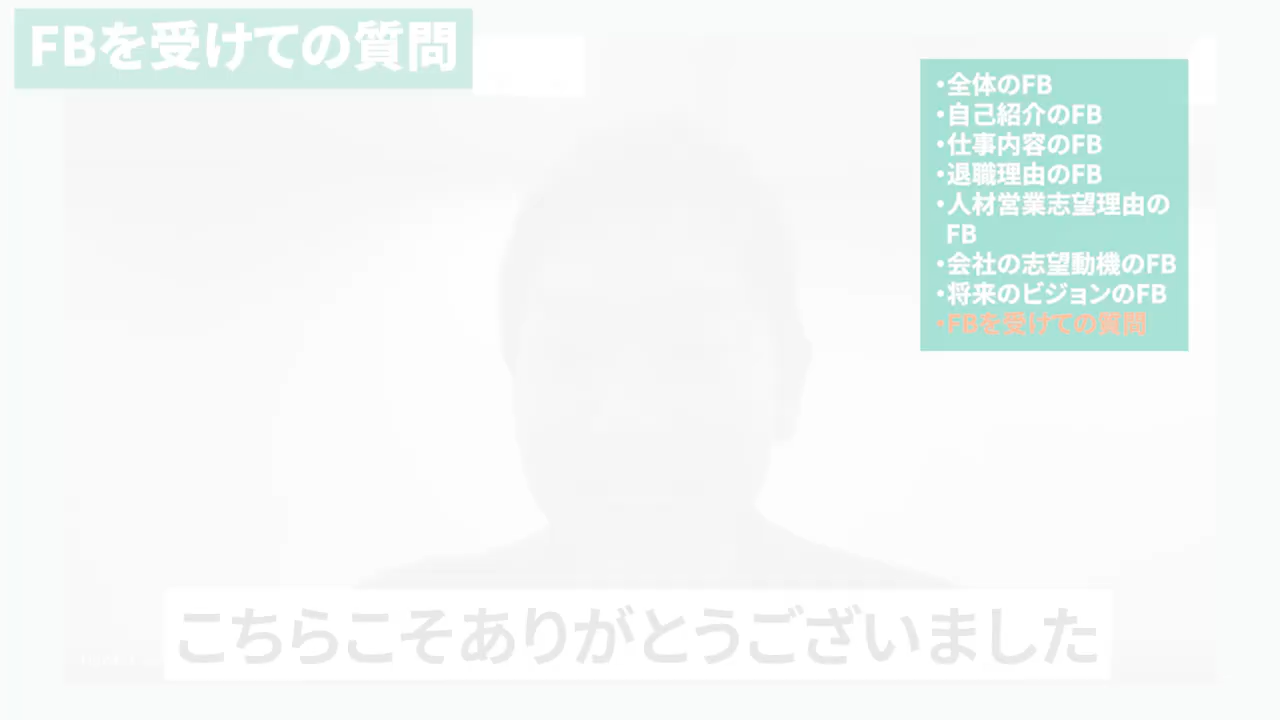 FBを受けての質問
・全体のFB
・自己紹介のFB
・仕事内容のFB
・退職理由のFB
・人材営業志望理由の
FB
・会社の志望動機のFB
・将来のビジョンのFB
・FBを受けての質問
こちらこそありがとうございました